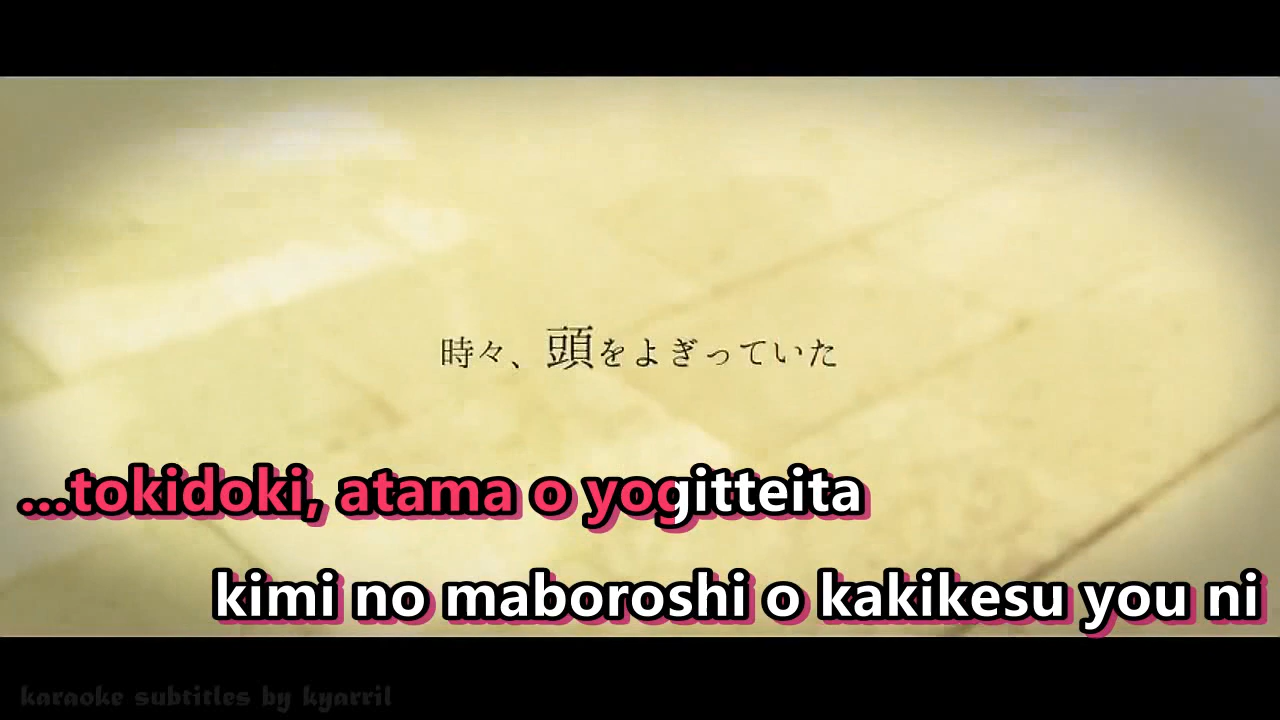 時々、頭をよぎっていた
...tokidoki, atama o yogitteita
kimi no maboroshi o kakikesu you ni
karaoke subtitles by kyarril